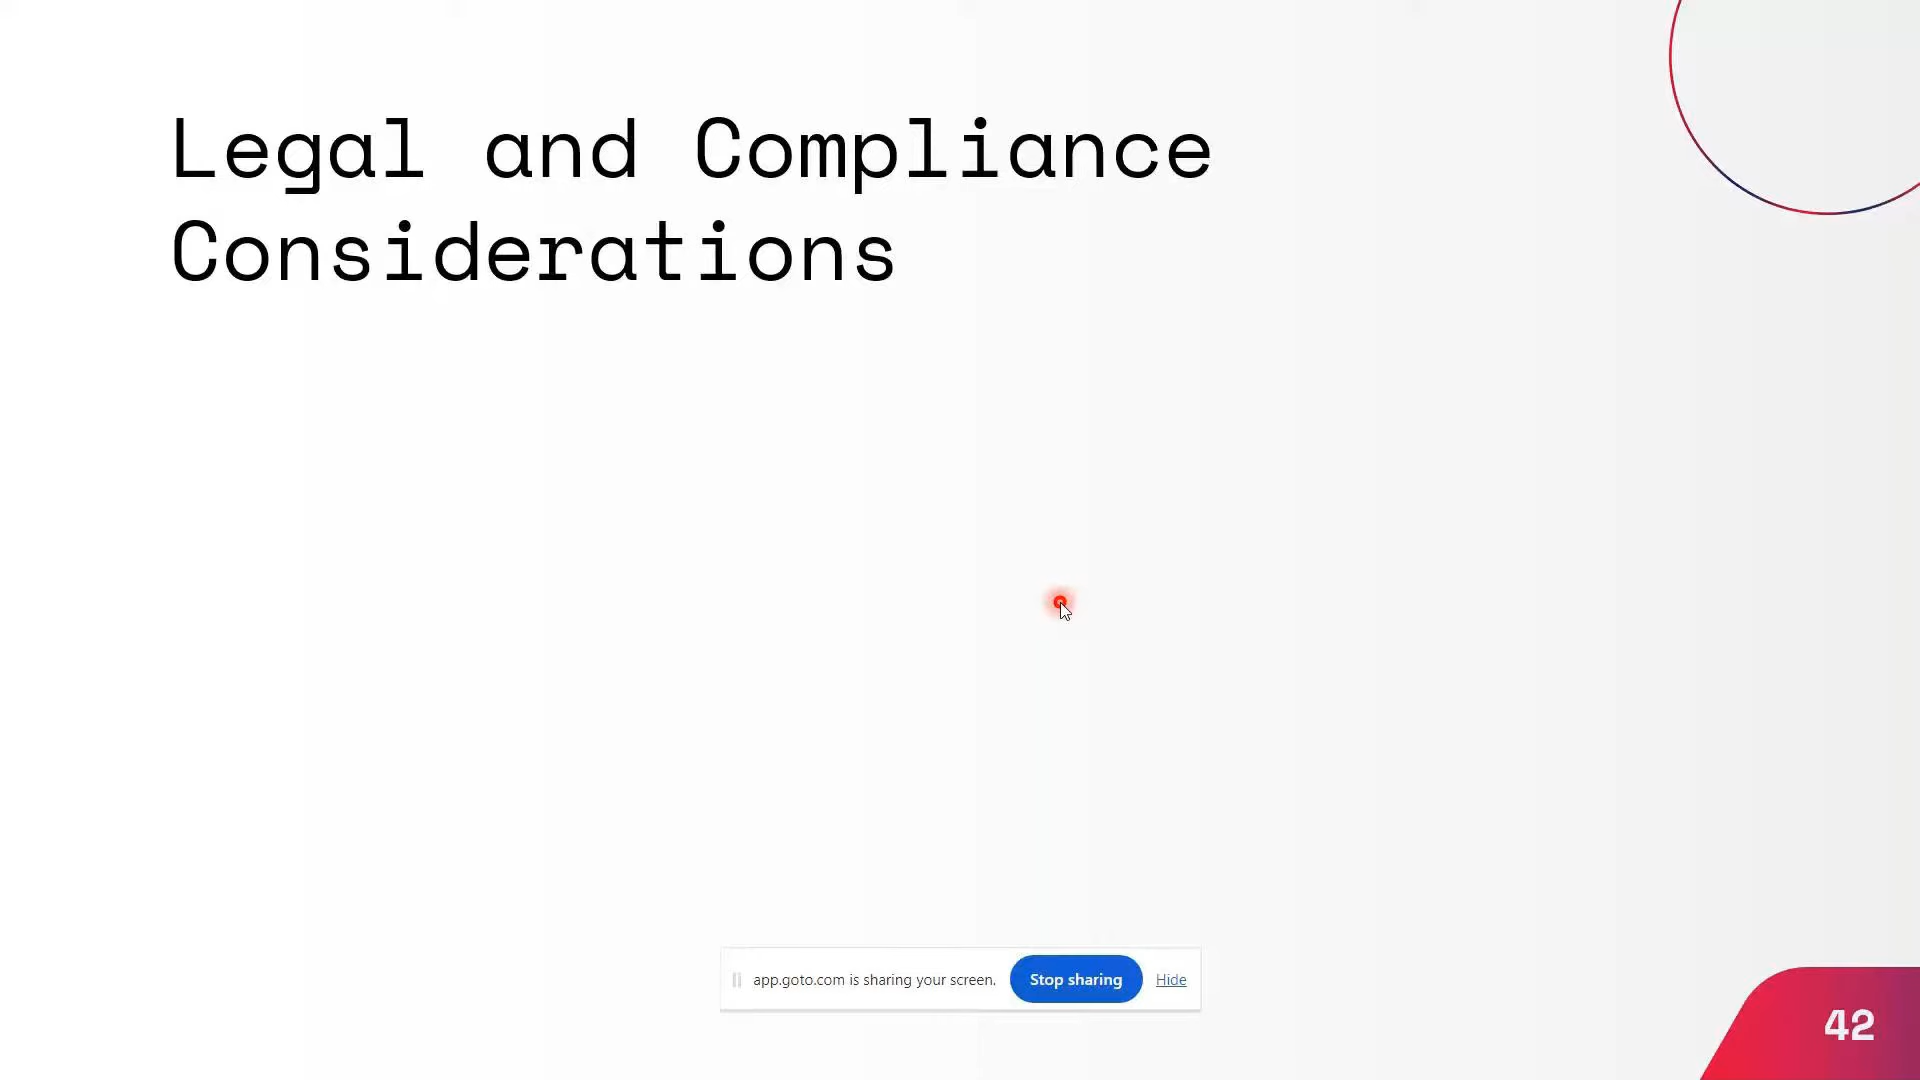 Legal and Compliance
Considerations
app.goto.com is sharing your screen. Stop sharing Hide
42